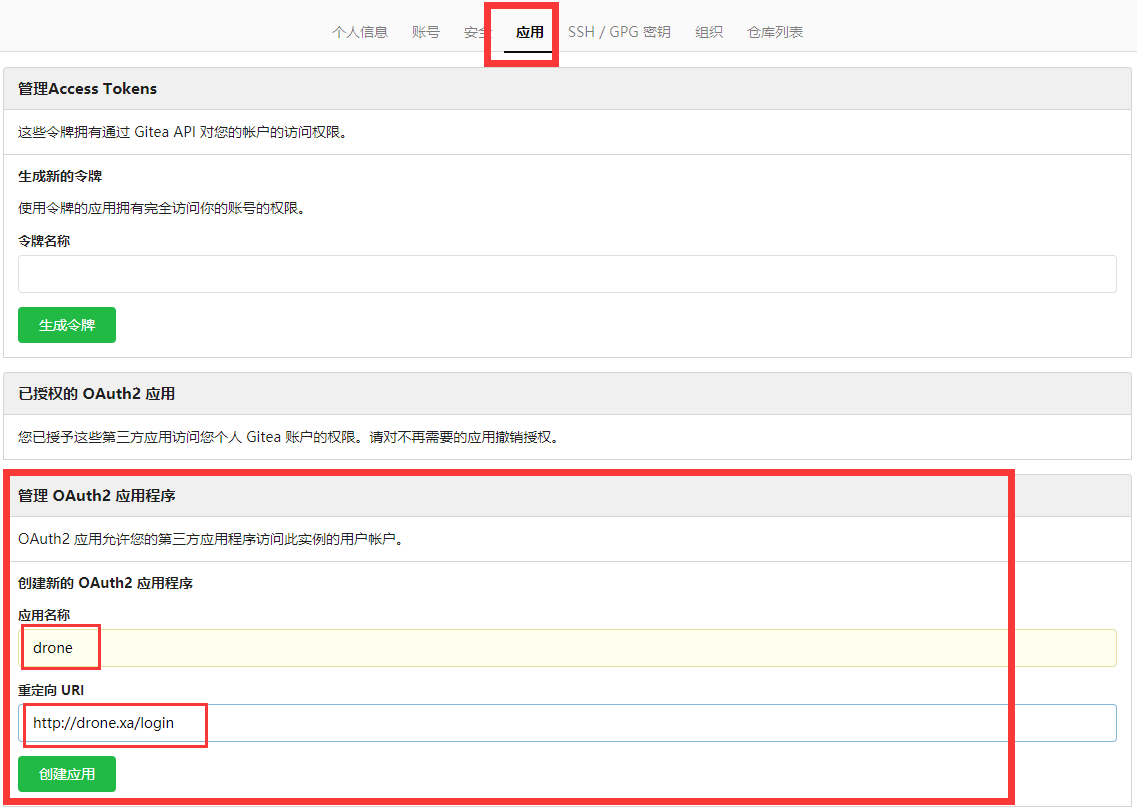 个人信息 账号 安全 应用 SSH / GPG 密钥 组织 仓库列表
管理Access Tokens
这些令牌拥有通过 Gitea API 对您的帐户的访问权限。
生成新的令牌
使用令牌的应用拥有完全访问你的账号的权限。
令牌名称
生成令牌
已授权的 OAuth2 应用
您已授予这些第三方应用访问您个人 Gitea 账户的权限。请对不再需要的应用撤销授权。
管理 OAuth2 应用程序
OAuth2 应用允许您的第三方应用程序访问此实例的用户帐户。
创建新的 OAuth2 应用程序
应用名称
drone
重定向 URI
http://drone.xa/login
创建应用